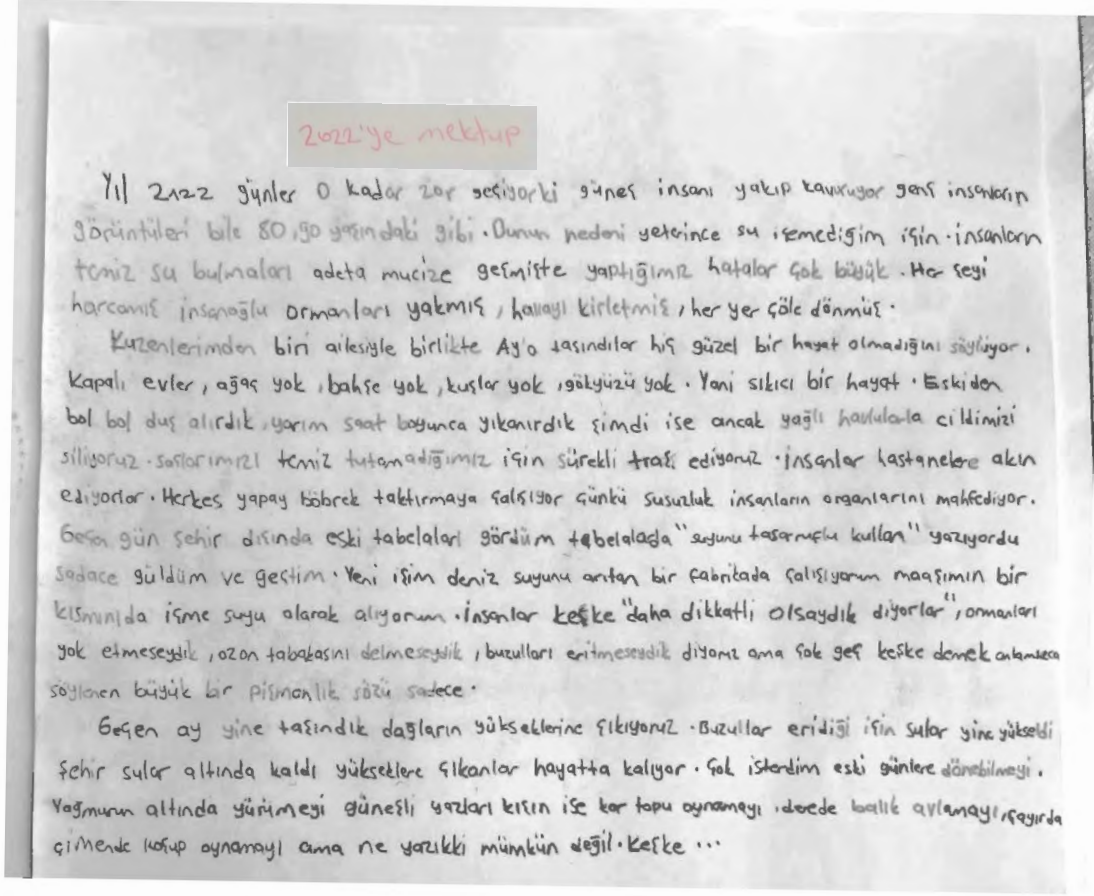 2022'ye mektup
Yıl 2122 günler o kadar zor geçiyorki güneş insanı yakıp kavuruyor genç insanların
görüntüleri bile 80,90 yaşındaki gibi. Bunun nedeni yeterince su içemediğim için. insanların
temiz su bulmaları adeta mucize geçmişte yaptığımız hatalar çok büyük. Her şeyi
harcamış insanoğlu ormanları yakmış, havayı kirletmiş, her yer çöle dönmüş.
Kuzenlerimden biri ailesiyle birlikte Ay'a taşındılar hiç güzel bir hayat olmadığını söylüyor.
Kapalı evler, ağaç yok, bahçe yok, kuşlar yok, gökyüzü yok. Yani sıkıcı bir hayat. Eskiden
bol bol duş alırdık, yarım saat boyunca yıkanırdık şimdi ise ancak yağlı havlularla cildimizi
siliyoruz. saçlarımızı temiz tutamadığımız için sürekli traş ediyoruz. insanlar hastanelere akın
ediyorlar. Herkes yapay böbrek taktırmaya çalışıyor çünkü susuzluk insanların organlarını mahfediyor.
Geçen gün şehir dışında eski tabelaları gördüm tabelalada "suyunu tasarruflu kullan" yazıyordu
sadace güldüm ve geçtim. Yeni işim deniz suyunu arıtan bir fabrikada çalışıyorum maaşımın bir
kısmınıda içme suyu olarak alıyorum. insanlar keşke "daha dikkatli olsaydık diyorlar", ormanları
yok etmeseydik, ozon tabakasını delmeseydik, buzulları eritmeseydik diyoruz ama çok geç keşke demek
söylenen büyük bir pişmanlık sözü sadece.
Geçen ay yine taşındık dağların yükseklerine çıkıyoruz. Buzullar eridiği için sular yine yükseldi
şehir sular altında kaldı yükseklere çıkanlar hayatta kalıyor. Çok isterdim eski günlere dönebilmeyi.
Yağmurun altında yürümeyi güneşli yazları kışın ise kar topu oynamayı, derede balık avlamayı, çayırda
çimende koşup oynamayı ama ne yazıkki mümkün değil. Keşke ...